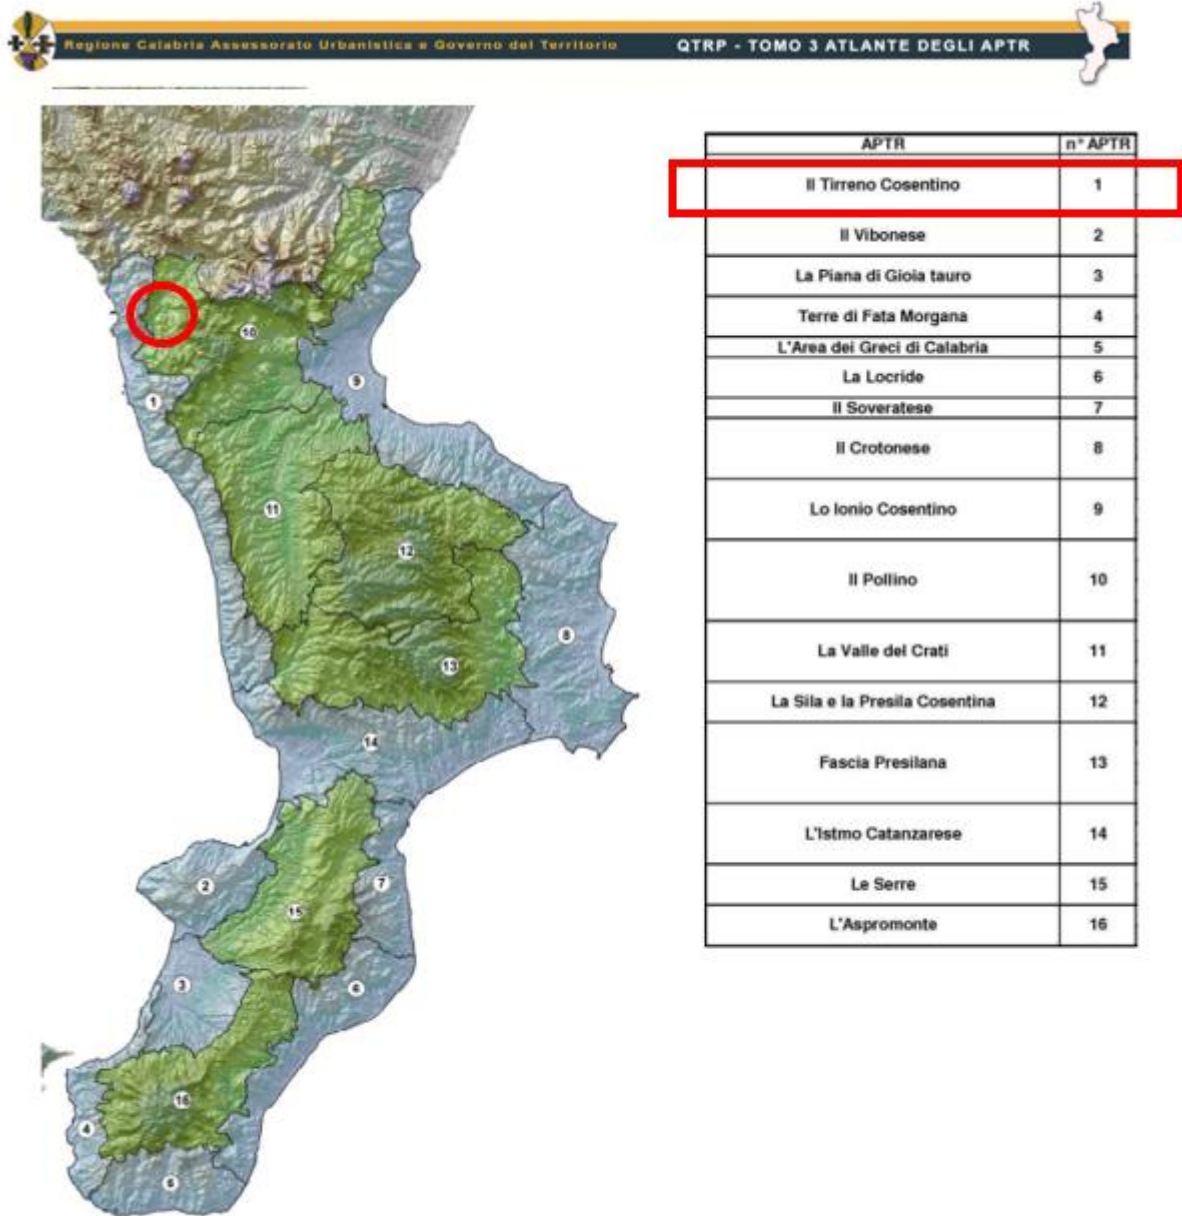 Regione Calabria Assessorato Urbanistica e Governo del Territorio
QTRP - TOMO 3 ATLANTE DEGLI APTR
APTR n° APTR
Il Tirreno Cosentino 1
Il Vibonese 2
La Piana di Gioia tauro 3
Terre di Fata Morgana 4
L'Area dei Greci di Calabria 5
La Locride 6
Il Soveratese 7
Il Crotonese 8
Lo Ionio Cosentino 9
Il Pollino 10
La Valle del Crati 11
La Sila e la Presila Cosentina 12
Fascia Presilana 13
L'Istmo Catanzarese 14
Le Serre 15
L'Aspromonte 16
10
9
1
11
12
8
13
14
2
7
15
3
6
16
4
5